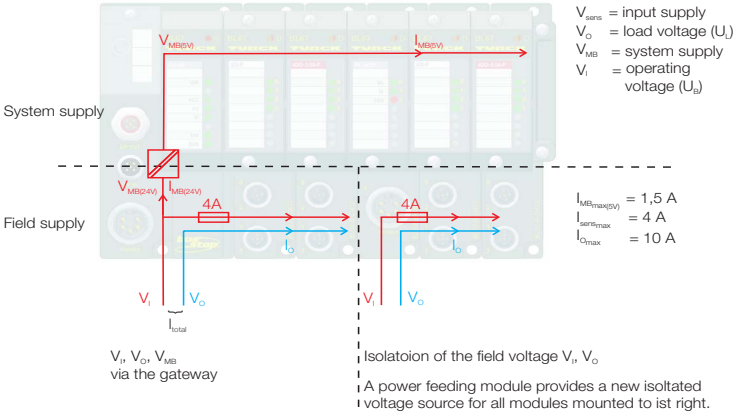 V_MB(5V)
I_MB(5V)
V_sens = input supply
V_O = load voltage (U_L)
V_MB = system supply
V_I = operating
voltage (U_B)
TURCK
System supply
V_MB(24V)
I_MB(24V)
4A
4A
Field supply
I_O
I_O
I_MBmax(5V) = 1,5 A
I_sensmax = 4 A
I_Omax = 10 A
V_I
V_O
V_I
V_O
I_total
V_I, V_O, V_MB
via the gateway
Isolatoion of the field voltage V_I, V_O
A power feeding module provides a new isoltated
voltage source for all modules mounted to ist right.